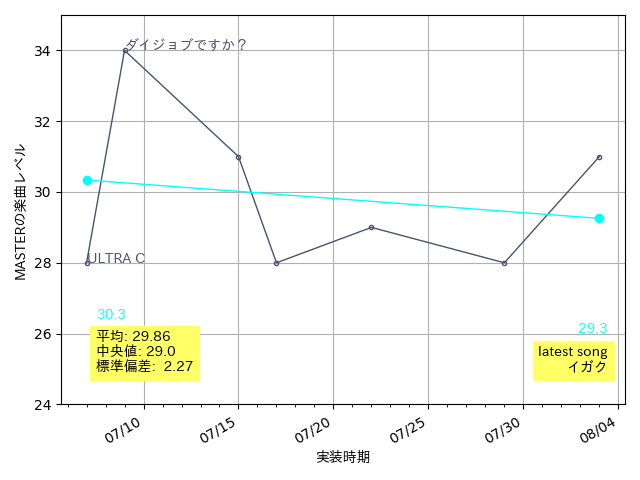 34
32
30
28
26
24
MASTERの楽曲レベル
ダイジョブですか？
ULTRA C
30.3
平均: 29.86
中央値: 29.0
標準偏差:  2.27
29.3
latest song
イガク
07/10
07/15
07/20
07/25
07/30
08/04
実装時期